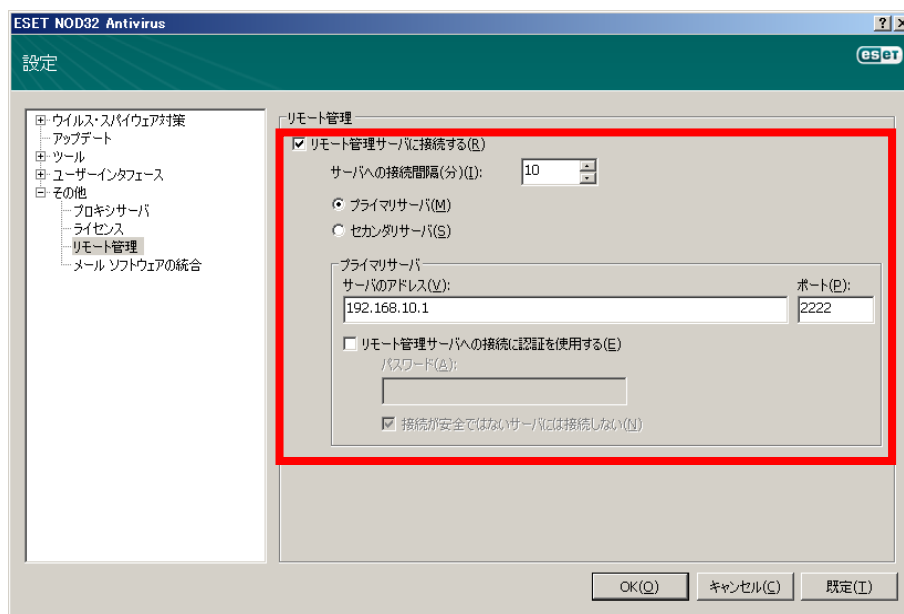 ESET NOD32 Antivirus
設定
eseT
ウイルス・スパイウェア対策
アップデート
ツール
ユーザーインタフェース
その他
プロキシサーバ
ライセンス
リモート管理
メール ソフトウェアの統合
リモート管理
リモート管理サーバに接続する(R)
サーバへの接続間隔(分)(I): 10
プライマリサーバ(M)
セカンダリサーバ(S)
プライマリサーバ
サーバのアドレス(V): ポート(P):
192.168.10.1 2222
リモート管理サーバへの接続に認証を使用する(E)
パスワード(A):
接続が安全ではないサーバには接続しない(N)
OK(O) キャンセル(C) 既定(T)